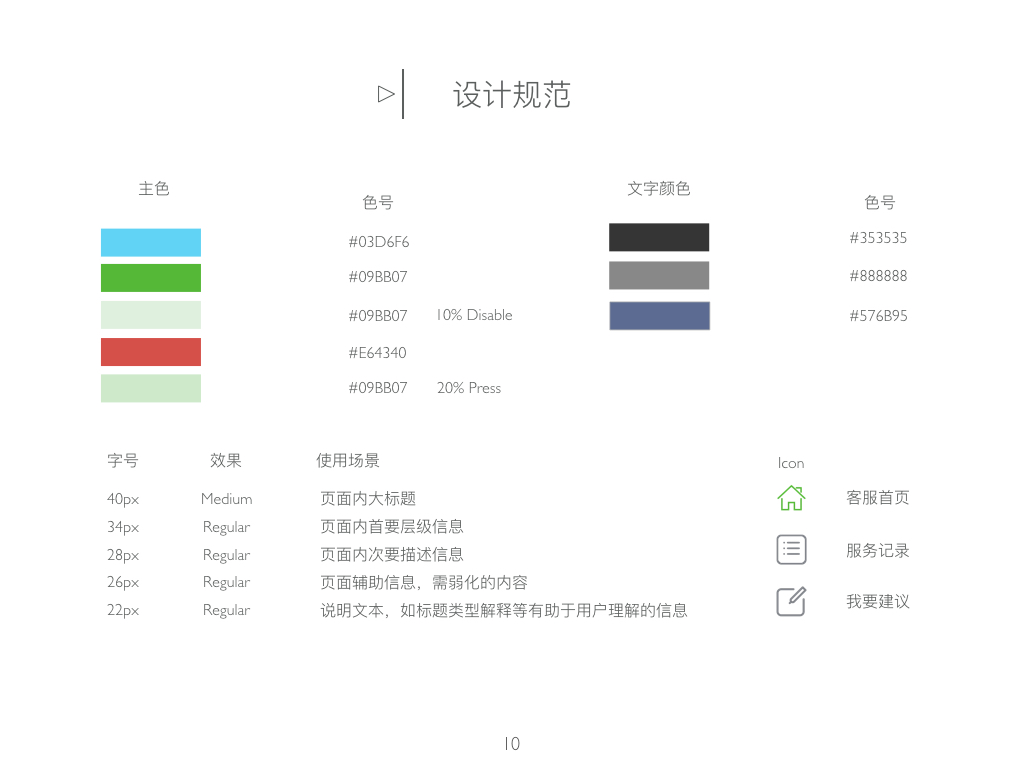 设计规范
主色
色号
#03D6F6
#09BB07
#09BB07 10% Disable
#E64340
#09BB07 20% Press
文字颜色
色号
#353535
#888888
#576B95
字号 效果 使用场景
40px Medium 页面内大标题
34px Regular 页面内首要层级信息
28px Regular 页面内次要描述信息
26px Regular 页面辅助信息，需弱化的内容
22px Regular 说明文本，如标题类型解释等有助于用户理解的信息
Icon
客服首页
服务记录
我要建议
10